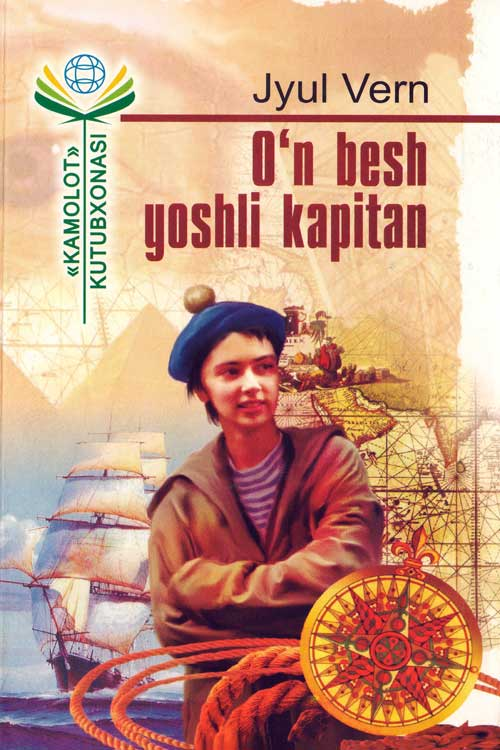 Jyul Vern
O‘n besh
yoshli kapitan
«KAMOLOT»
KUTUBXONASI